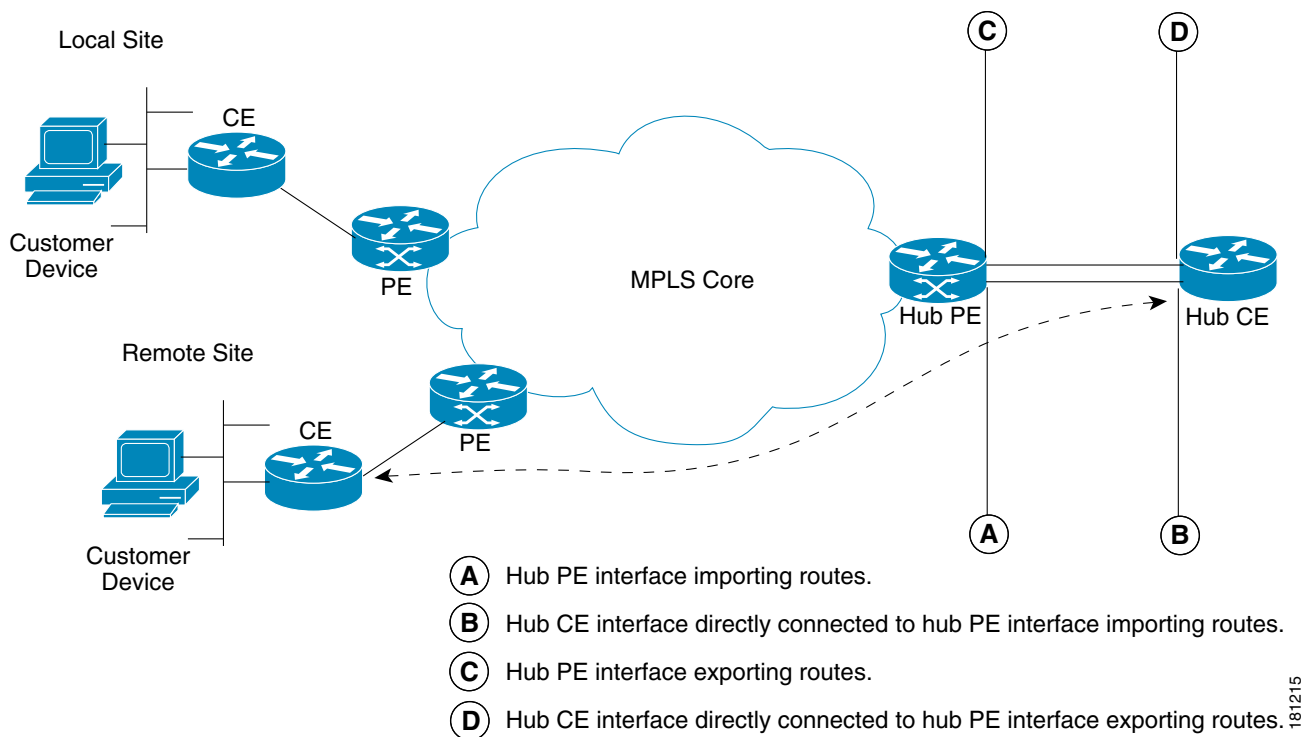 Local Site
C
D
CE
Customer
Device
PE
MPLS Core
Hub PE
Hub CE
Remote Site
CE
PE
Customer
Device
A
B
A Hub PE interface importing routes.
B Hub CE interface directly connected to hub PE interface importing routes.
C Hub PE interface exporting routes.
D Hub CE interface directly connected to hub PE interface exporting routes.
181215